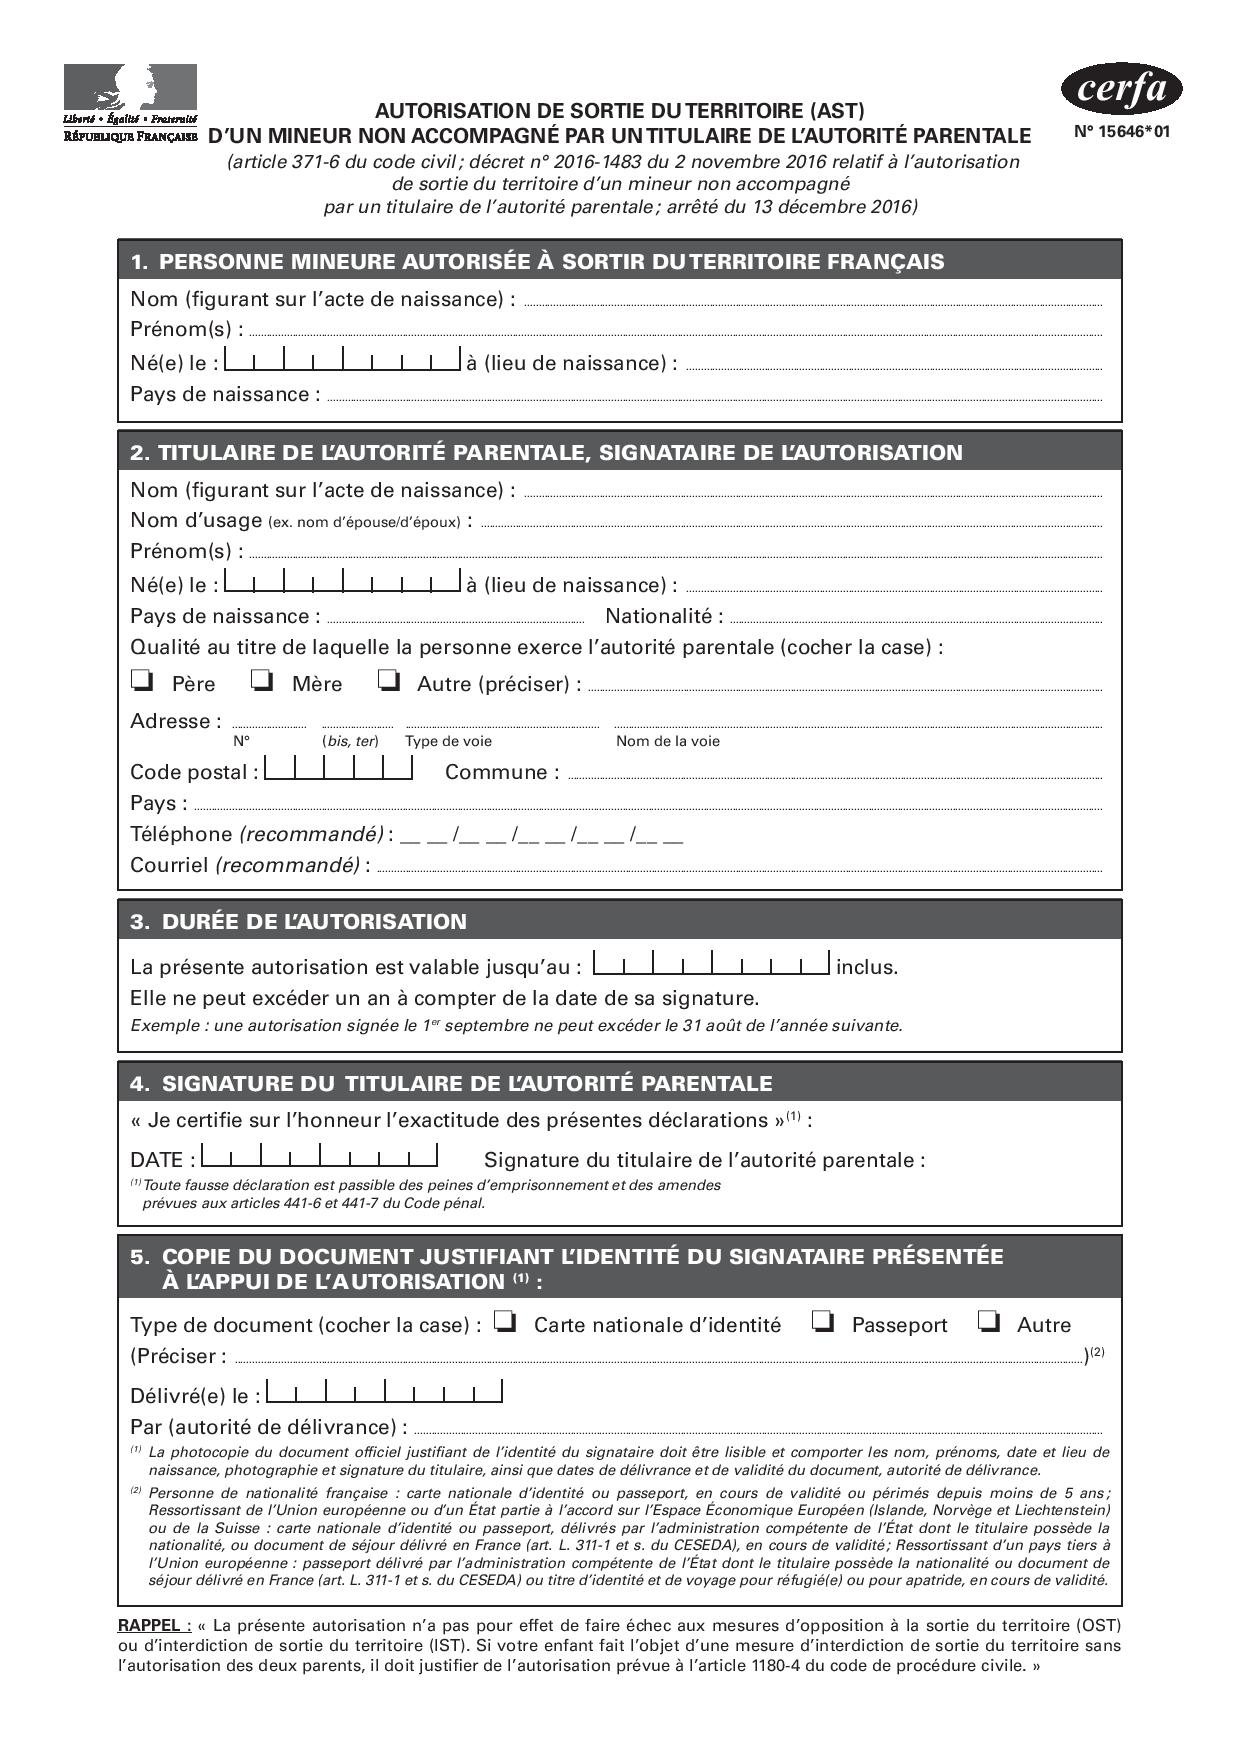 Liberté • Égalité • Fraternité
RÉPUBLIQUE FRANÇAISE
cerfa
N° 15646*01
AUTORISATION DE SORTIE DU TERRITOIRE (AST)
D'UN MINEUR NON ACCOMPAGNÉ PAR UN TITULAIRE DE L'AUTORITÉ PARENTALE
(article 371-6 du code civil ; décret n° 2016-1483 du 2 novembre 2016 relatif à l'autorisation
de sortie du territoire d'un mineur non accompagné
par un titulaire de l'autorité parentale ; arrêté du 13 décembre 2016)
1. PERSONNE MINEURE AUTORISÉE À SORTIR DU TERRITOIRE FRANÇAIS
Nom (figurant sur l'acte de naissance) :
Prénom(s) :
Né(e) le : à (lieu de naissance) :
Pays de naissance :
2. TITULAIRE DE L'AUTORITÉ PARENTALE, SIGNATAIRE DE L'AUTORISATION
Nom (figurant sur l'acte de naissance) :
Nom d'usage (ex. nom d'épouse/d'époux) :
Prénom(s) :
Né(e) le : à (lieu de naissance) :
Pays de naissance : Nationalité :
Qualité au titre de laquelle la personne exerce l'autorité parentale (cocher la case) :
❏ Père ❏ Mère ❏ Autre (préciser) :
Adresse :
N° (bis, ter) Type de voie Nom de la voie
Code postal : Commune :
Pays :
Téléphone (recommandé) : __ __ /__ __ /__ __ /__ __ /__ __
Courriel (recommandé) :
3. DURÉE DE L'AUTORISATION
La présente autorisation est valable jusqu'au : inclus.
Elle ne peut excéder un an à compter de la date de sa signature.
Exemple : une autorisation signée le 1er septembre ne peut excéder le 31 août de l'année suivante.
4. SIGNATURE DU TITULAIRE DE L'AUTORITÉ PARENTALE
« Je certifie sur l'honneur l'exactitude des présentes déclarations »(1) :
DATE : Signature du titulaire de l'autorité parentale :
(1) Toute fausse déclaration est passible des peines d'emprisonnement et des amendes
prévues aux articles 441-6 et 441-7 du Code pénal.
5. COPIE DU DOCUMENT JUSTIFIANT L'IDENTITÉ DU SIGNATAIRE PRÉSENTÉE
À L'APPUI DE L'AUTORISATION (1) :
Type de document (cocher la case) : ❏ Carte nationale d'identité ❏ Passeport ❏ Autre
(Préciser : )(2)
Délivré(e) le :
Par (autorité de délivrance) :
(1) La photocopie du document officiel justifiant de l'identité du signataire doit être lisible et comporter les nom, prénoms, date et lieu de
naissance, photographie et signature du titulaire, ainsi que dates de délivrance et de validité du document, autorité de délivrance.
(2) Personne de nationalité française : carte nationale d'identité ou passeport, en cours de validité ou périmés depuis moins de 5 ans ;
Ressortissant de l'Union européenne ou d'un État partie à l'accord sur l'Espace Économique Européen (Islande, Norvège et Liechtenstein)
ou de la Suisse : carte nationale d'identité ou passeport, délivrés par l'administration compétente de l'État dont le titulaire possède la
nationalité, ou document de séjour délivré en France (art. L. 311-1 et s. du CESEDA), en cours de validité ; Ressortissant d'un pays tiers à
l'Union européenne : passeport délivré par l'administration compétente de l'État dont le titulaire possède la nationalité ou document de
séjour délivré en France (art. L. 311-1 et s. du CESEDA) ou titre d'identité et de voyage pour réfugié(e) ou pour apatride, en cours de validité.
RAPPEL : « La présente autorisation n'a pas pour effet de faire échec aux mesures d'opposition à la sortie du territoire (OST)
ou d'interdiction de sortie du territoire (IST). Si votre enfant fait l'objet d'une mesure d'interdiction de sortie du territoire sans
l'autorisation des deux parents, il doit justifier de l'autorisation prévue à l'article 1180-4 du code de procédure civile. »